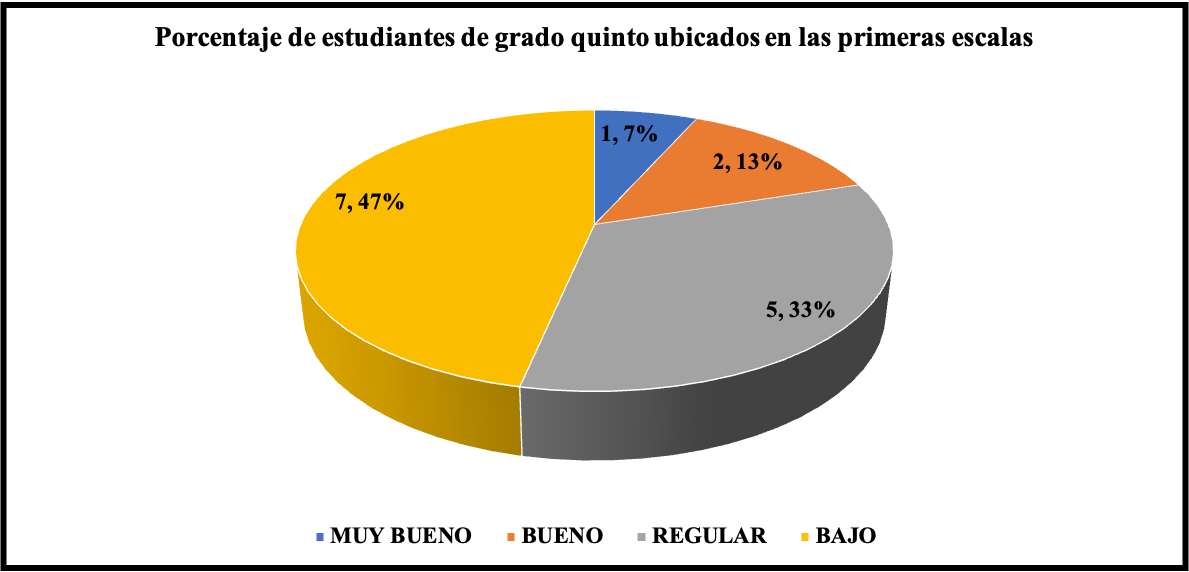 Porcentaje de estudiantes de grado quinto ubicados en las primeras escalas
1, 7%
2, 13%
7, 47%
5, 33%
MUY BUENO BUENO REGULAR BAJO